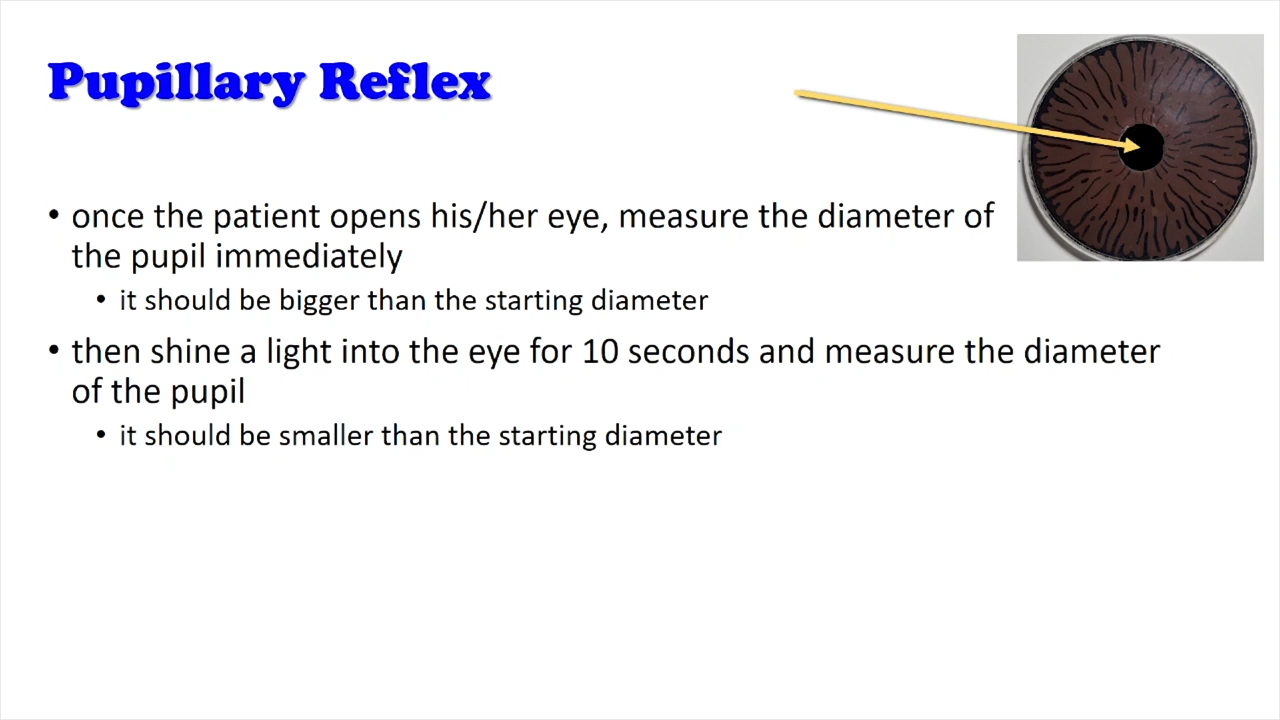 Pupillary Reflex
• once the patient opens his/her eye, measure the diameter of
the pupil immediately
• it should be bigger than the starting diameter
• then shine a light into the eye for 10 seconds and measure the diameter
of the pupil
• it should be smaller than the starting diameter